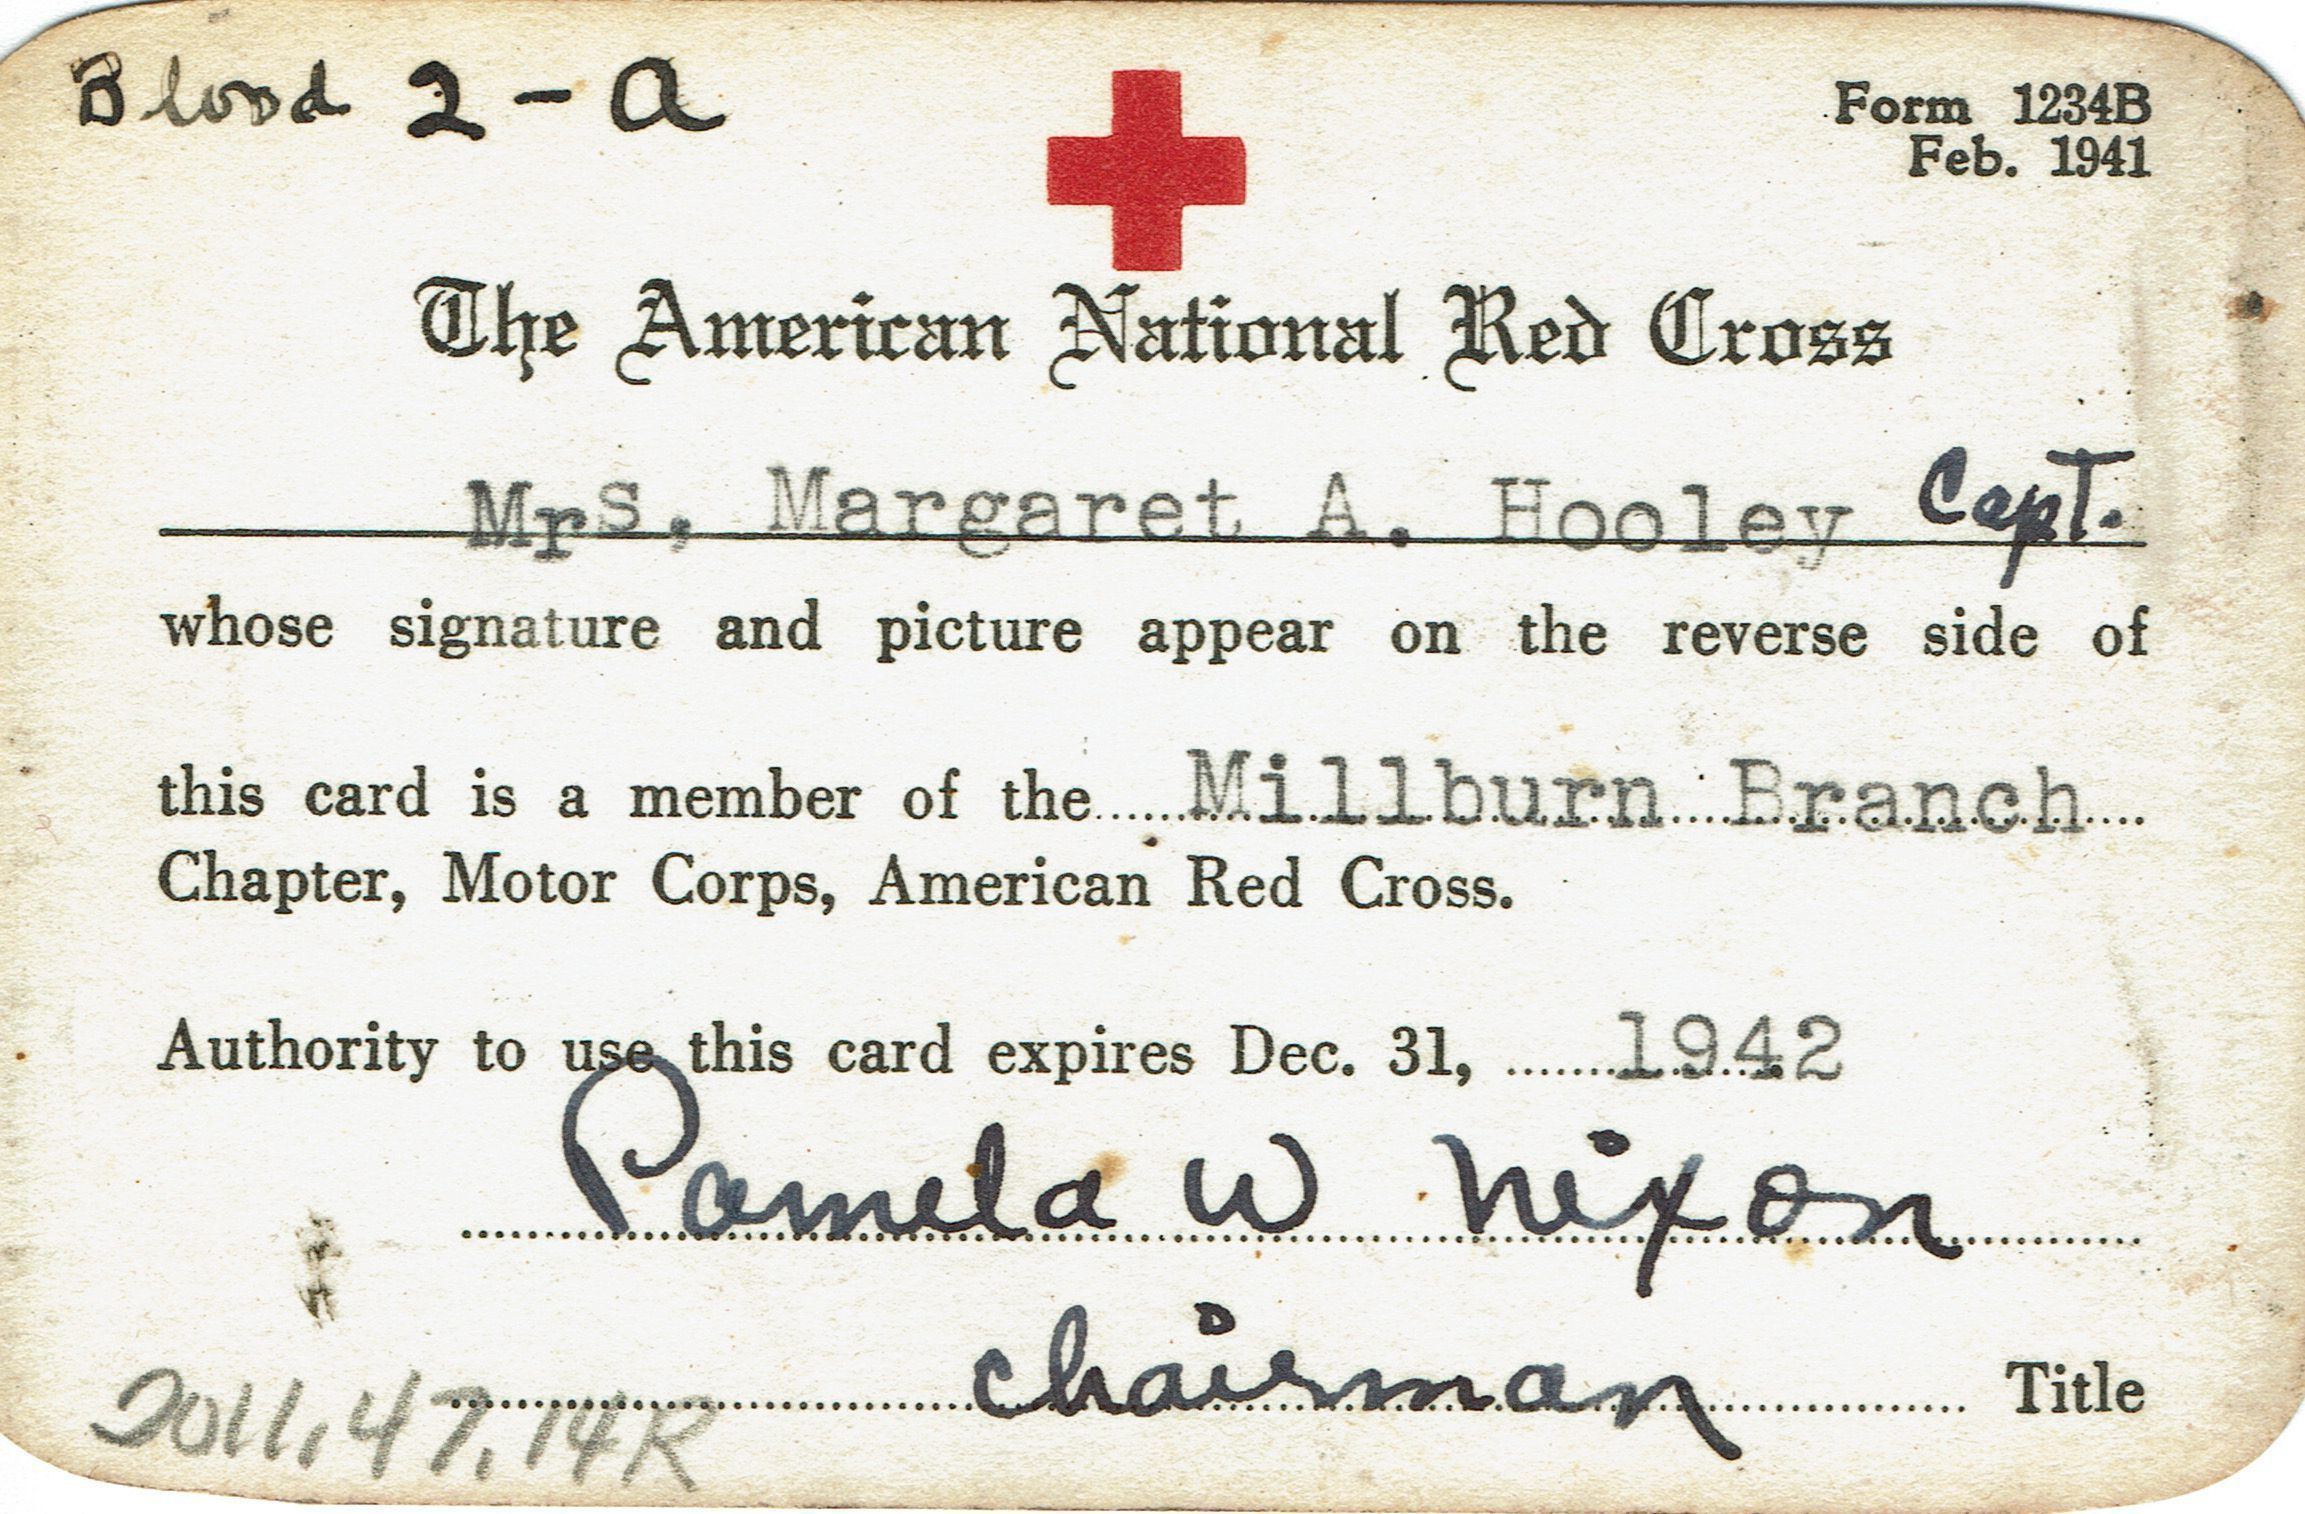 Blood 2 - a
Form 1234B
Feb. 1941
The American National Red Cross
Mrs, Margaret A. Hooley Capt.
whose signature and picture appear on the reverse side of
this card is a member of the.....Millburn Branch
Chapter, Motor Corps, American Red Cross.
Authority to use this card expires Dec. 31, .....1942
Pamela W Nixon
Chairman Title
2011.47.14R